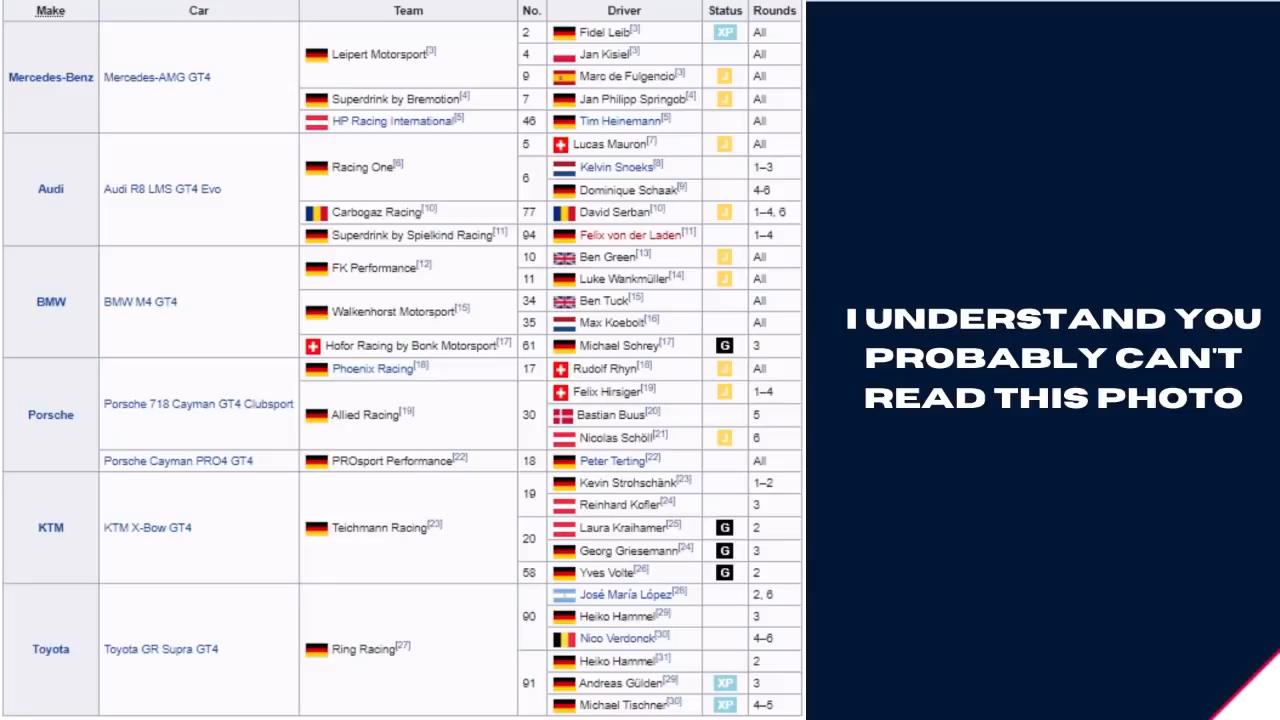 Make Car Team No. Driver Status Rounds
Mercedes-Benz Mercedes-AMG GT4 Leipert Motorsport[3] 2 Fidel Leib[3] XP All
4 Jan Kisiel[3] All
9 Marc de Fulgencio[3] J All
Superdrink by Bremotion[4] 7 Jan Philipp Springob[4] J All
HP Racing International[5] 46 Tim Heinemann[5] All
Audi Audi R8 LMS GT4 Evo Racing One[6] 5 Lucas Mauron[7] J All
6 Kelvin Snoeks[8] 1–3
Dominique Schaak[9] 4-6
Carbogaz Racing[10] 77 David Serban[10] J 1–4, 6
Superdrink by Spielkind Racing[11] 94 Felix von der Laden[11] 1–4
BMW BMW M4 GT4 FK Performance[12] 10 Ben Green[13] J All
11 Luke Wankmüller[14] J All
Walkenhorst Motorsport[15] 34 Ben Tuck[15] All
35 Max Koebolt[16] All
Hofor Racing by Bonk Motorsport[17] 61 Michael Schrey[17] G 3
Porsche Porsche 718 Cayman GT4 Clubsport Phoenix Racing[18] 17 Rudolf Rhyn[18] J All
Allied Racing[19] 30 Felix Hirsiger[19] J 1–4
Bastian Buus[20] 5
Nicolas Schöll[21] J 6
Porsche Cayman PRO4 GT4 PROsport Performance[22] 18 Peter Terting[22] All
KTM KTM X-Bow GT4 Teichmann Racing[23] 19 Kevin Strohschänk[23] 1–2
Reinhard Kofler[24] 3
20 Laura Kraihamer[25] G 2
Georg Griesemann[24] G 3
58 Yves Volte[26] G 2
Toyota Toyota GR Supra GT4 Ring Racing[27] 90 José María López[28] 2, 6
Heiko Hammel[29] 3
Nico Verdonck[30] 4–6
91 Heiko Hammel[31] 2
Andreas Gülden[29] XP 3
Michael Tischner[30] XP 4–5
I UNDERSTAND YOU
PROBABLY CAN'T
READ THIS PHOTO